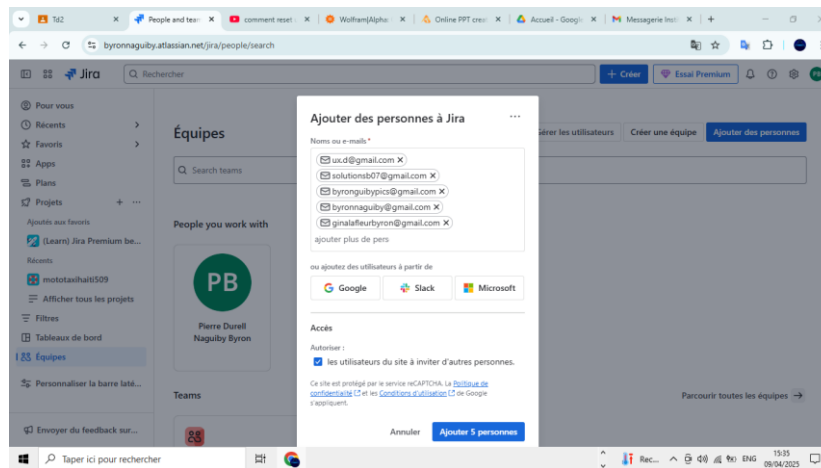 Td2
People and team
comment reset
Wolfram|Alpha
Online PPT creat
Accueil - Google
Messagerie Insti
byronnaguiby.atlassian.net/jira/people/search
Jira
Rechercher
+ Créer
Essai Premium
PB
Pour vous
Récents
Favoris
Apps
Plans
Projets
Ajoutés aux favoris
(Learn) Jira Premium be...
Récents
mototaxihaiti509
Afficher tous les projets
Filtres
Tableaux de bord
Équipes
Personnaliser la barre laté...
Envoyer du feedback sur...
Équipes
Gérer les utilisateurs
Créer une équipe
Ajouter des personnes
Search teams
People you work with
PB
Pierre Durell
Naguiby Byron
Teams
Parcourir toutes les équipes →
Ajouter des personnes à Jira
Noms ou e-mails *
ux.d@gmail.com
solutionsb07@gmail.com
byronguibypics@gmail.com
byronnaguiby@gmail.com
ginalafleurbyron@gmail.com
ajouter plus de pers
ou ajoutez des utilisateurs à partir de
Google
Slack
Microsoft
Accès
Autoriser :
les utilisateurs du site à inviter d'autres personnes.
Ce site est protégé par le service reCAPTCHA. La Politique de
confidentialité et les Conditions d'utilisation de Google
s'appliquent.
Annuler
Ajouter 5 personnes
Taper ici pour rechercher
Rec...
ENG
15:35
09/04/2025